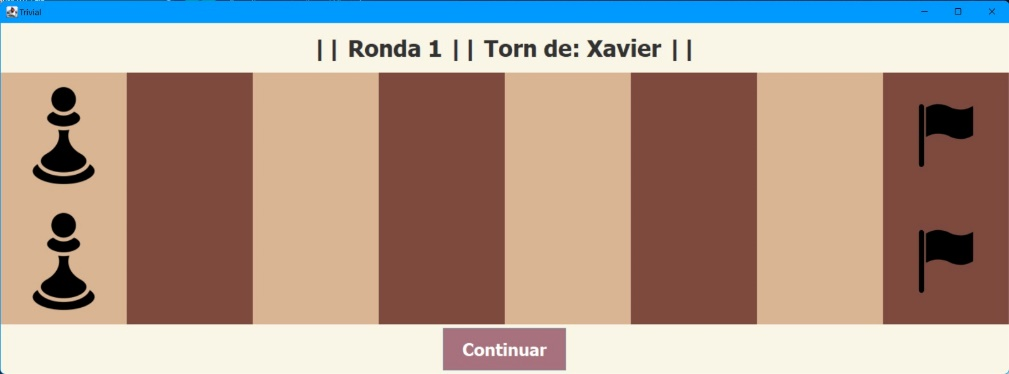 Trivial
|| Ronda 1 || Torn de: Xavier ||
Continuar